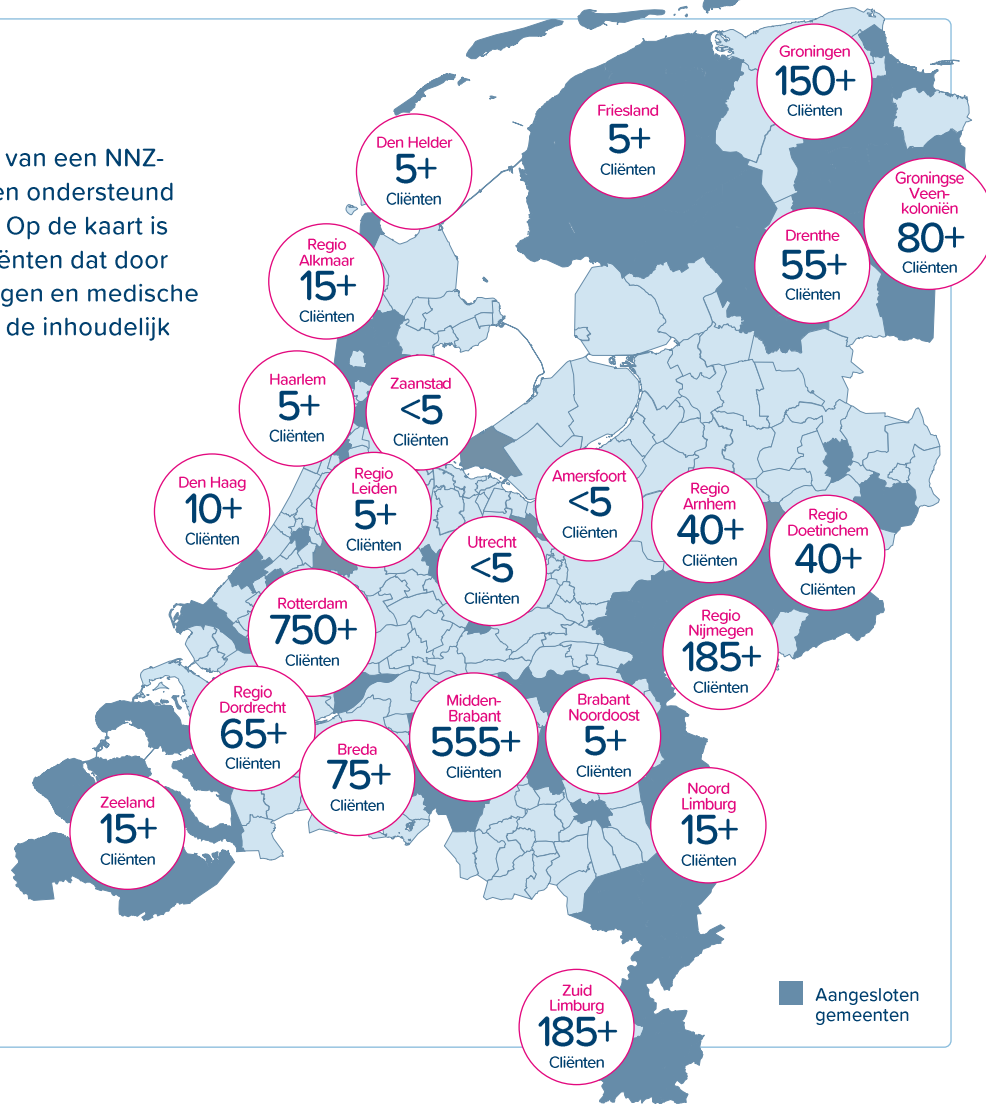 van een NNZ-
en ondersteund
Op de kaart is
ënten dat door
gen en medische
de inhoudelijk
Groningen
150+
Cliënten
Friesland
5+
Cliënten
Den Helder
5+
Cliënten
Groningse
Veen-
koloniën
80+
Cliënten
Drenthe
55+
Cliënten
Regio
Alkmaar
15+
Cliënten
Haarlem
5+
Cliënten
Zaanstad
<5
Cliënten
Den Haag
10+
Cliënten
Regio
Leiden
5+
Cliënten
Amersfoort
<5
Cliënten
Regio
Arnhem
40+
Cliënten
Regio
Doetinchem
40+
Cliënten
Utrecht
<5
Cliënten
Rotterdam
750+
Cliënten
Regio
Nijmegen
185+
Cliënten
Regio
Dordrecht
65+
Cliënten
Midden-
Brabant
555+
Cliënten
Brabant
Noordoost
5+
Cliënten
Breda
75+
Cliënten
Zeeland
15+
Cliënten
Noord
Limburg
15+
Cliënten
Zuid
Limburg
185+
Cliënten
Aangesloten
gemeenten